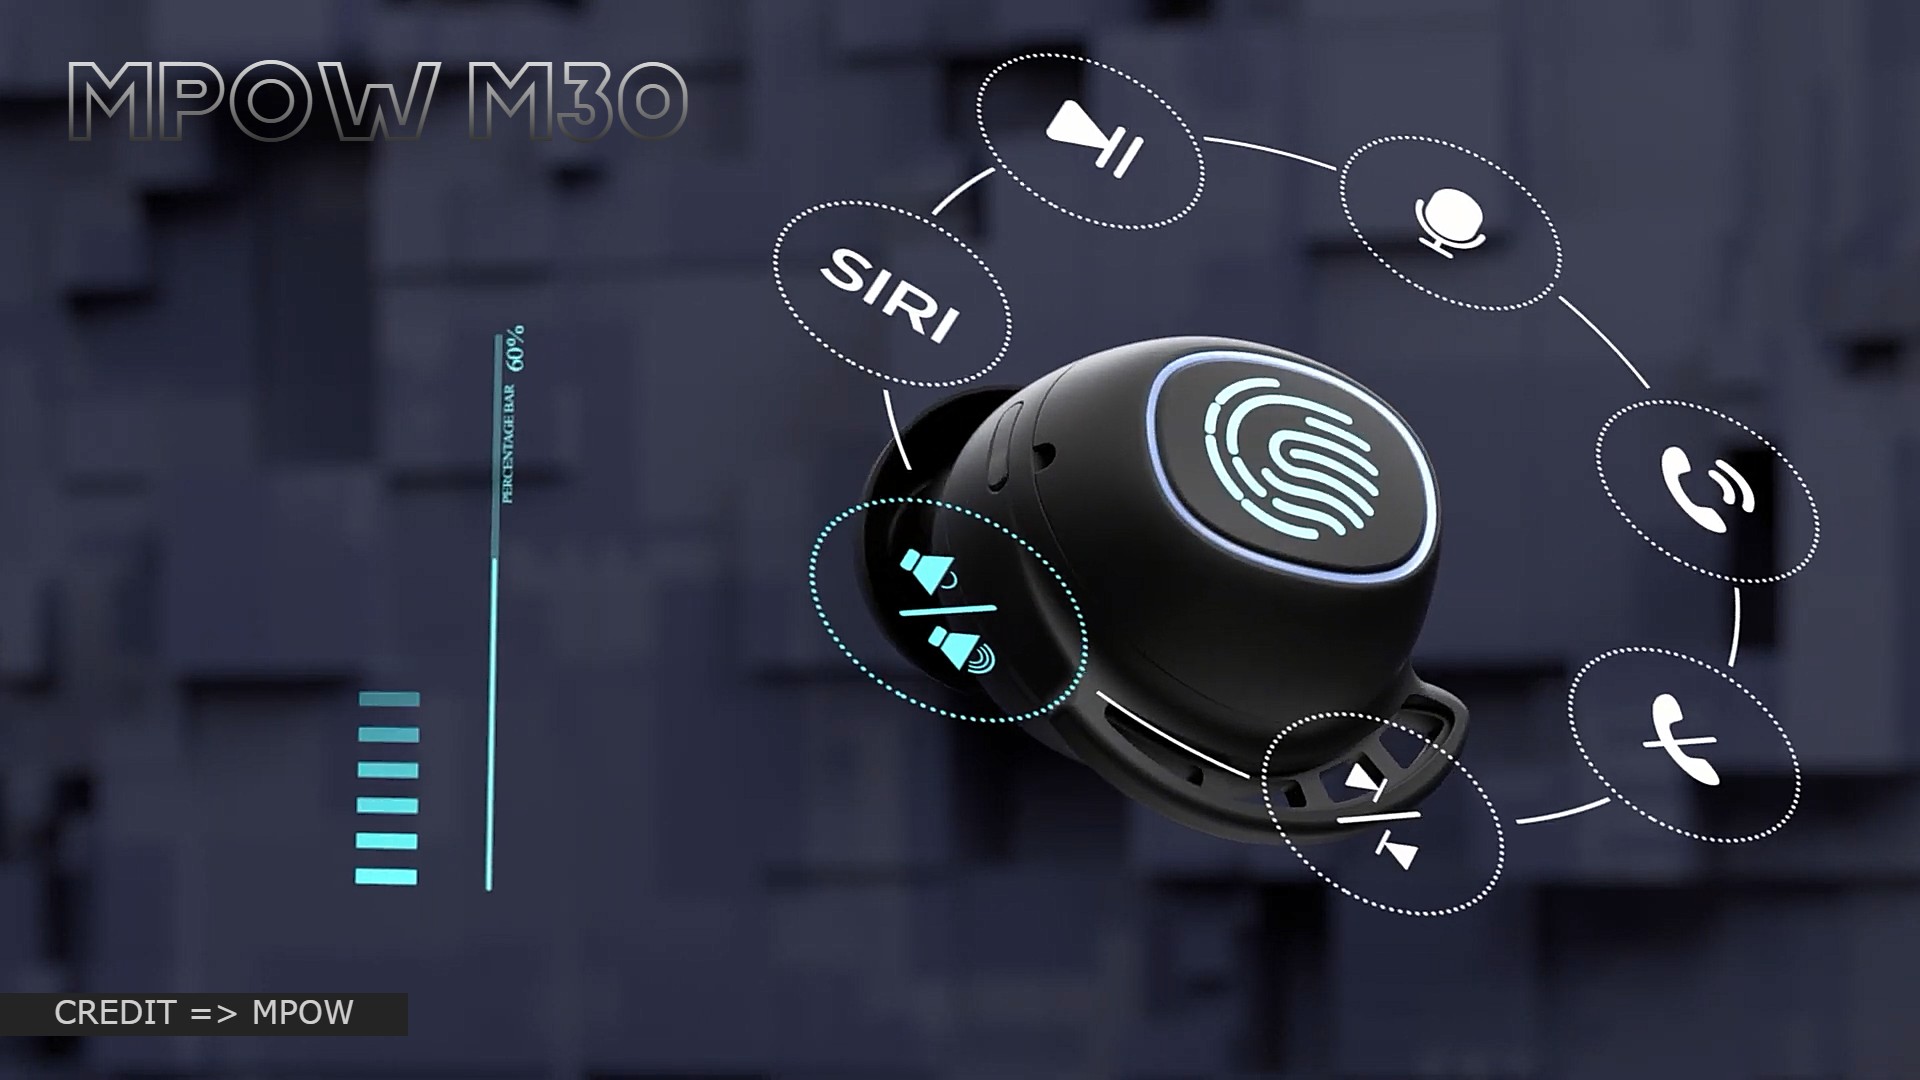 MPOW M30
SIRI
60%
PERCENTAGE BAR
CREDIT => MPOW